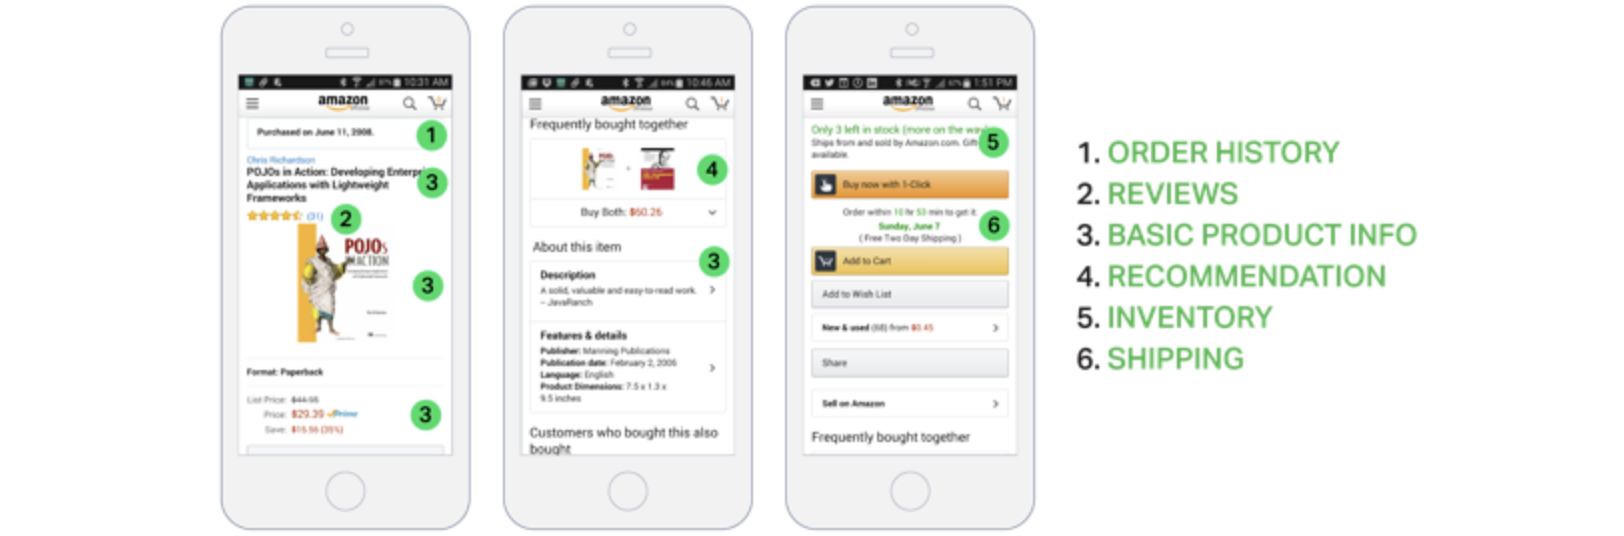 10:31 AM
amazon
Purchased on June 11, 2008.
1
Chris Richardson
POJOs in Action: Developing Enterpr
Applications with Lightweight
Frameworks
3
(31)
2
POJOs
IN ACTION
3
Format: Paperback
List Price: $44.95
Price: $29.39 Prime
Save: $15.56 (35%)
3
10:46 AM
amazon
Frequently bought together
4
Buy Both: $60.26
About this item
3
Description
A solid, valuable and easy-to-read work.
– JavaRanch
Features & details
Publisher: Manning Publications
Publication date: February 2, 2006
Language: English
Product Dimensions: 7.5 x 1.3 x
9.5 inches
Customers who bought this also
bought
1:51 PM
amazon
Only 3 left in stock (more on the way
Ships from and sold by Amazon.com. Gift
available.
5
Buy now with 1-Click
Order within 10 hr 53 min to get it
Sunday, June 7
( Free Two Day Shipping )
6
Add to Cart
Add to Wish List
New & used (68) from $0.45
Share
Sell on Amazon
Frequently bought together
1. ORDER HISTORY
2. REVIEWS
3. BASIC PRODUCT INFO
4. RECOMMENDATION
5. INVENTORY
6. SHIPPING